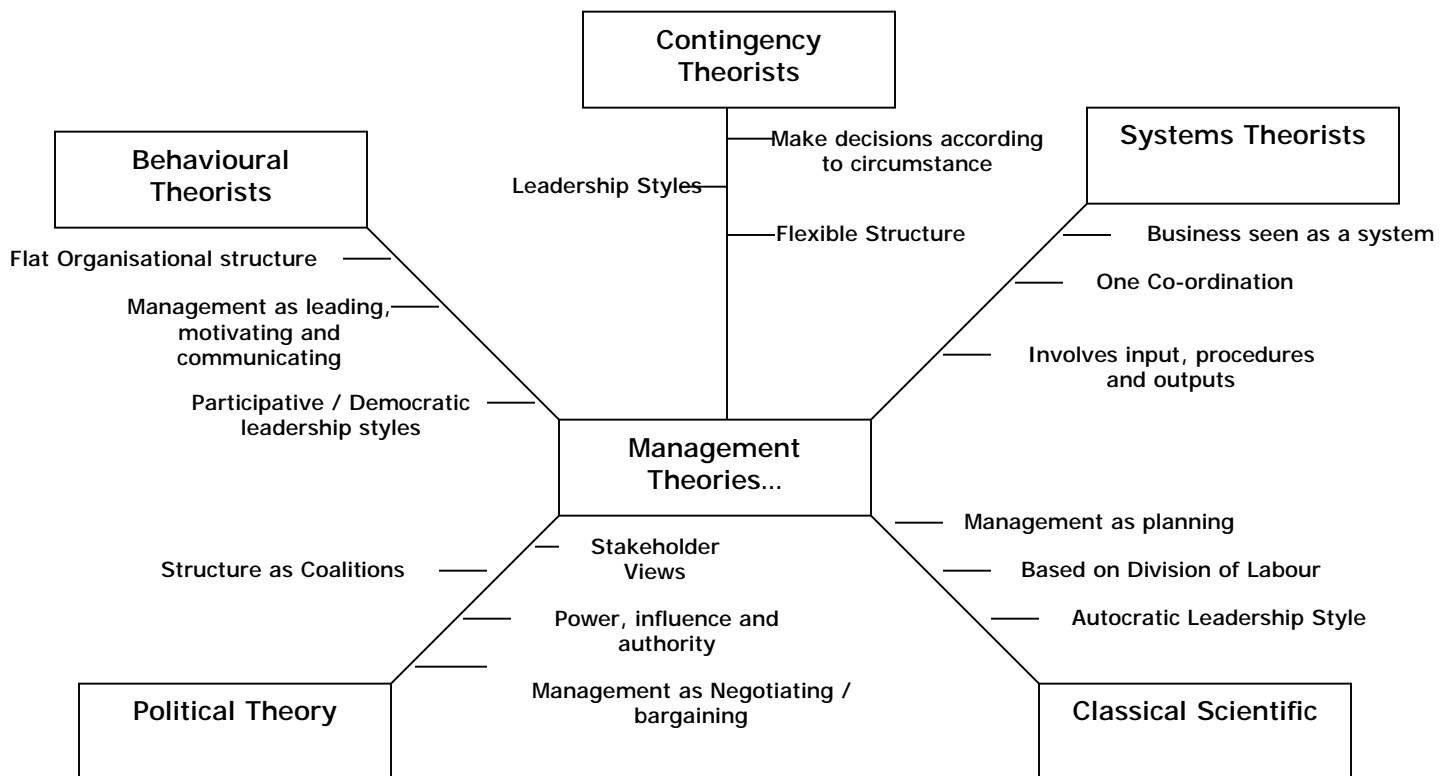 Contingency
Theorists
Make decisions according
to circumstance
Leadership Styles
Flexible Structure
Behavioural
Theorists
Flat Organisational structure
Management as leading,
motivating and
communicating
Participative / Democratic
leadership styles
Systems Theorists
Business seen as a system
One Co-ordination
Involves input, procedures
and outputs
Management
Theories...
Stakeholder
Views
Structure as Coalitions
Power, influence and
authority
Management as Negotiating /
bargaining
Political Theory
Management as planning
Based on Division of Labour
Autocratic Leadership Style
Classical Scientific